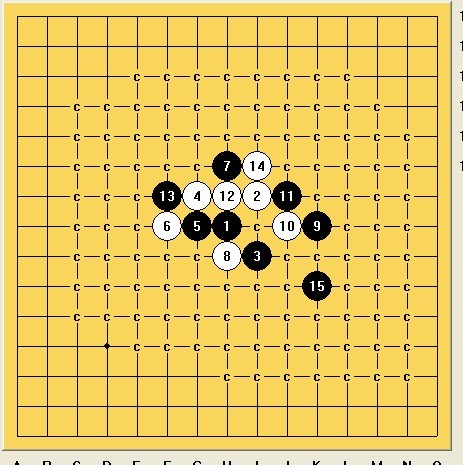 c c c c c c c c
c c c c c c c c c c c
c c c c c c c c c c c c
c c c c c 7 14 c c c c c
c c c 13 4 12 2 11 c c c c
c c c 6 5 1 c 10 9 c c c
c c c c c 8 3 c c c c c
c c c c c c c c 15 c c c
c c c c c c c c c c c c
c c c c c c c c c c
c c c c c c c